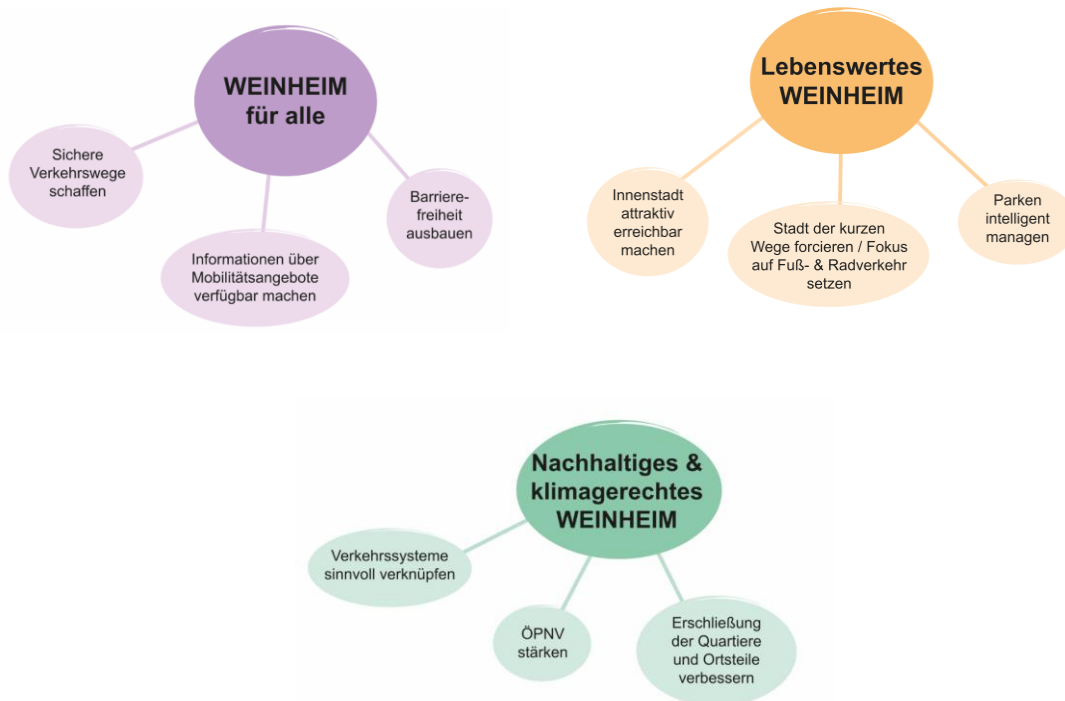 WEINHEIM
für alle
Sichere
Verkehrswege
schaffen
Informationen über
Mobilitätsangebote
verfügbar machen
Barriere-
freiheit
ausbauen
Lebenswertes
WEINHEIM
Innenstadt
attraktiv
erreichbar
machen
Stadt der kurzen
Wege forcieren / Fokus
auf Fuß- & Radverkehr
setzen
Parken
intelligent
managen
Nachhaltiges &
klimagerechtes
WEINHEIM
Verkehrssysteme
sinnvoll verknüpfen
ÖPNV
stärken
Erschließung
der Quartiere
und Ortsteile
verbessern